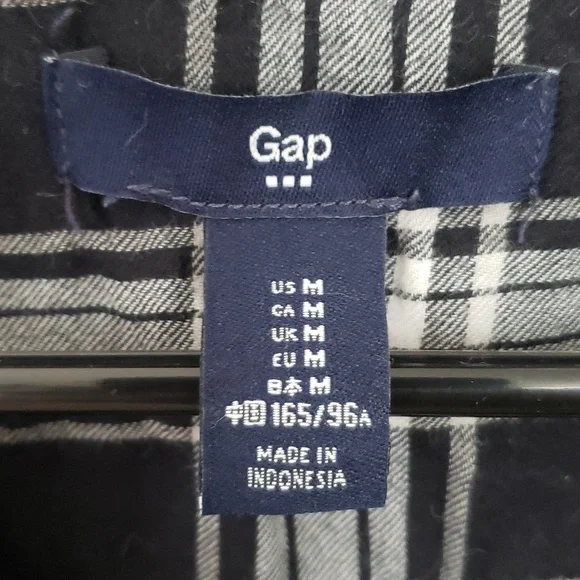 Gap
US M
CA M
UK M
EU M
日本 M
中国 165/96A
MADE IN
INDONESIA